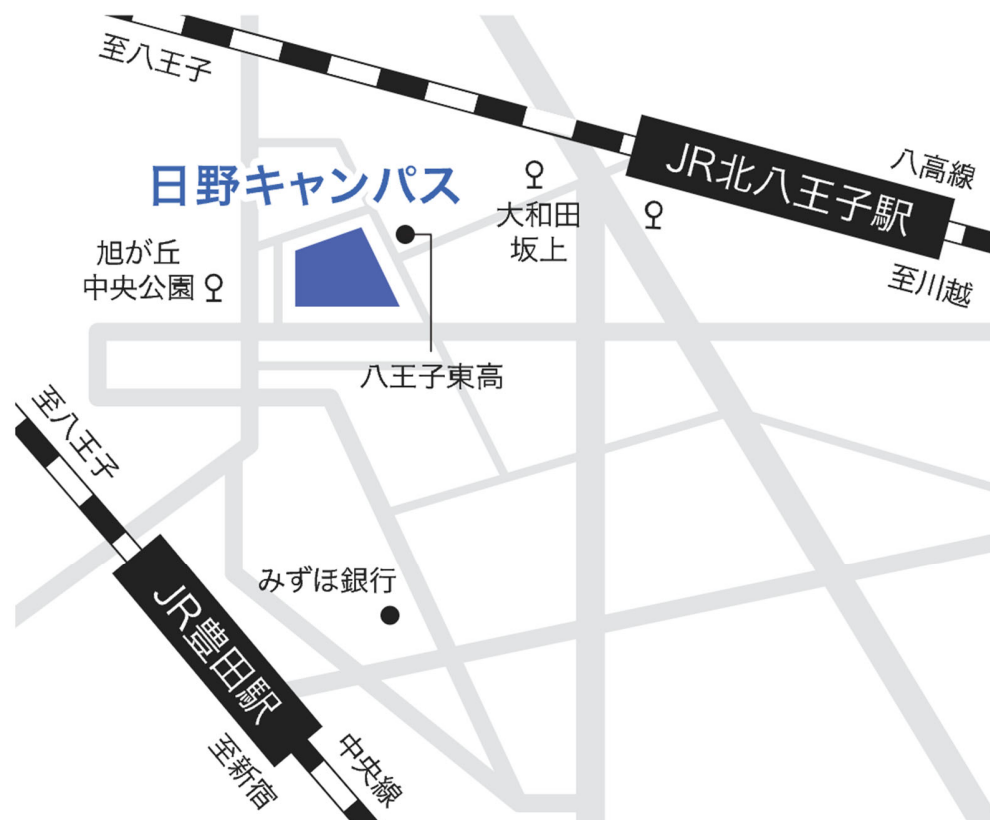 至八王子
JR北八王子駅
八高線
至川越
日野キャンパス
大和田
坂上
旭が丘
中央公園
八王子東高
至八王子
みずほ銀行
JR豊田駅
中央線
至新宿